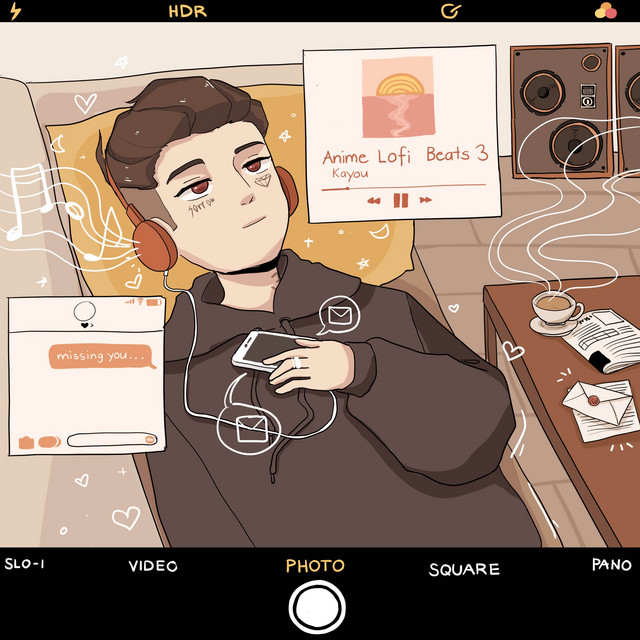 HDR
Anime Lofi Beats 3
Kayou
missing you...
SLO-I
VIDEO
PHOTO
SQUARE
PANO